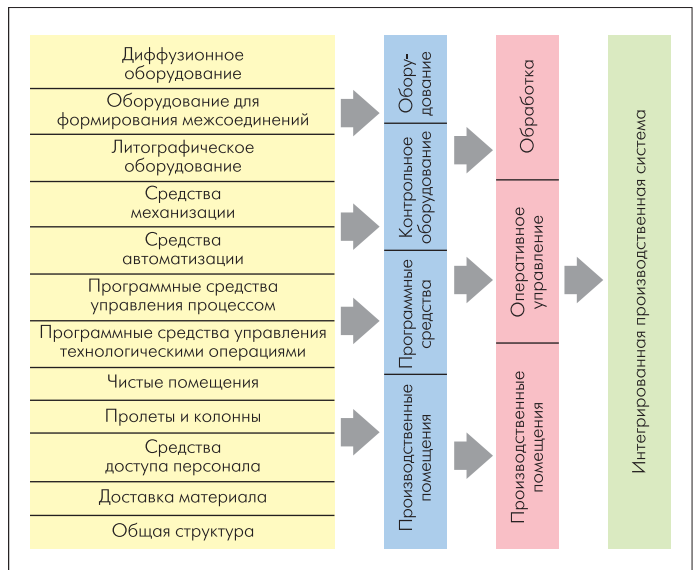 Диффузионное
оборудование
Оборудование для
формирования межсоединений
Литографическое
оборудование
Средства
механизации
Средства
автоматизации
Программные средства
управления процессом
Программные средства управления
технологическими операциями
Чистые помещения
Пролеты и колонны
Средства
доступа персонала
Доставка материала
Общая структура
Обору-
дование
Контрольное
оборудование
Программные
средства
Производственные
помещения
Обработка
Оперативное
управление
Производственные
помещения
Интегрированная производственная система